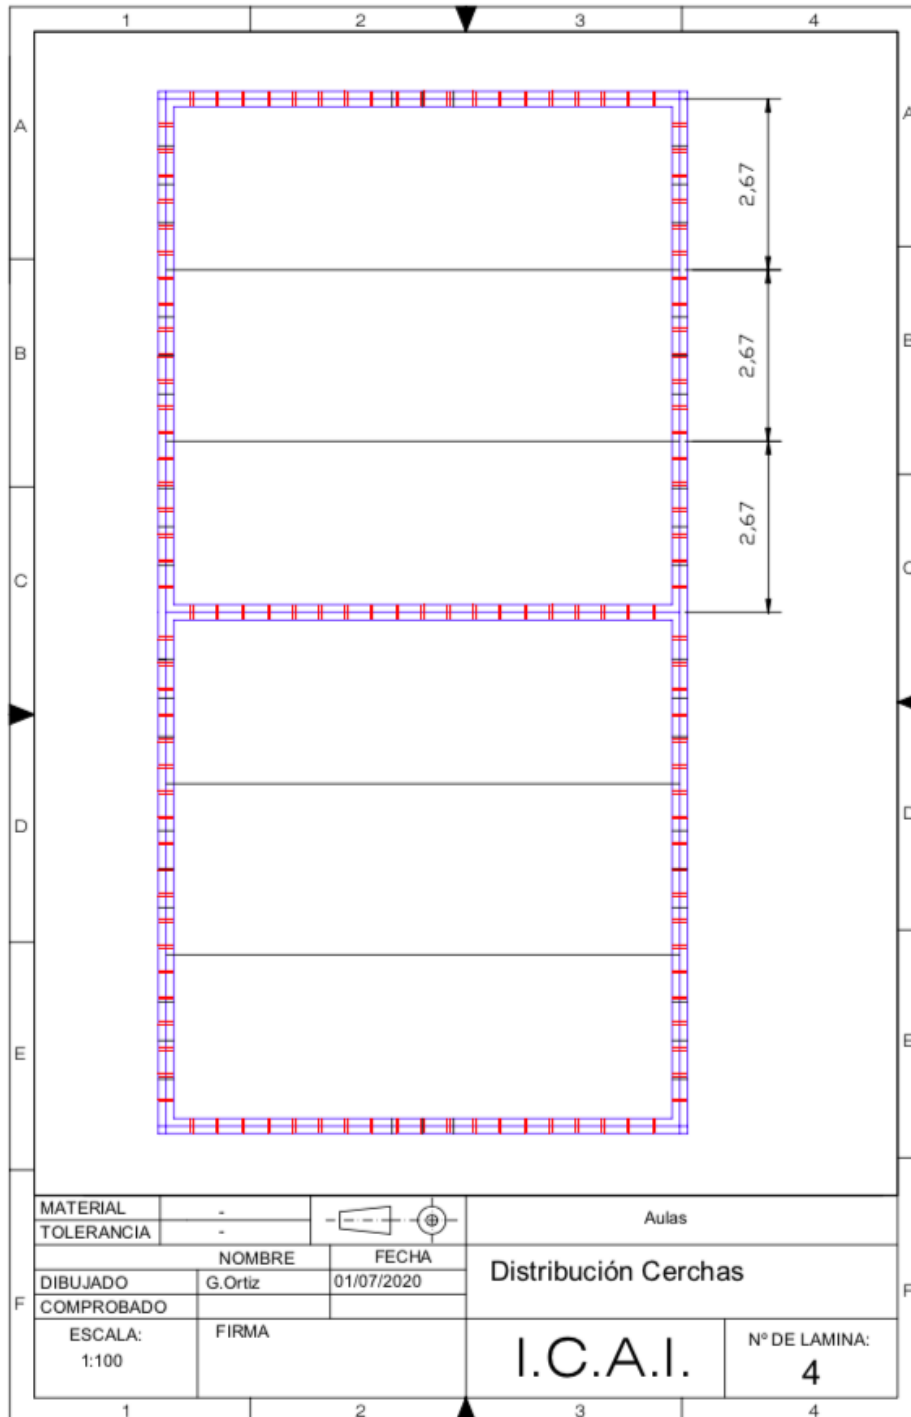 1 2 3 4
A A
2,67
B B
2,67
2,67
C C
D D
E E
MATERIAL -
TOLERANCIA -
Aulas
NOMBRE FECHA
DIBUJADO G.Ortiz 01/07/2020
COMPROBADO
Distribución Cerchas
F F
ESCALA:
1:100
FIRMA
I.C.A.I.
Nº DE LAMINA:
4
1 2 3 4